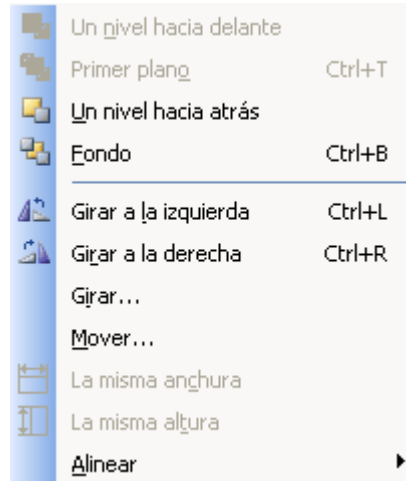 Un nivel hacia delante
Primer plano Ctrl+T
Un nivel hacia atrás
Fondo Ctrl+B
Girar a la izquierda Ctrl+L
Girar a la derecha Ctrl+R
Girar...
Mover...
La misma anchura
La misma altura
Alinear